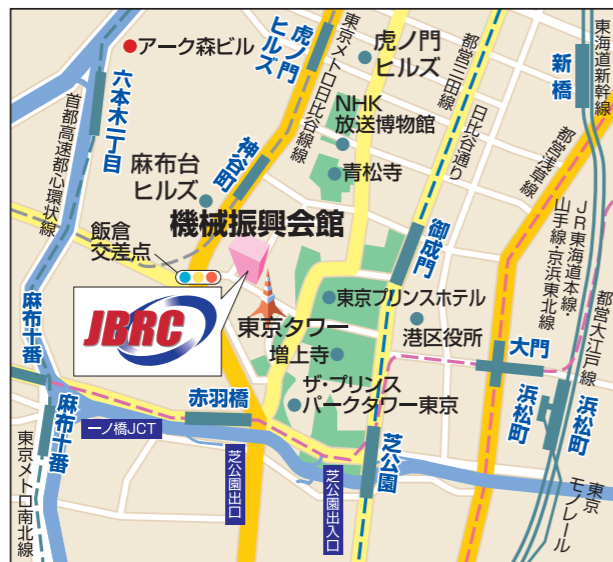 アーク森ビル
虎ノ門
ヒルズ
東京メトロ日比谷線
虎ノ門
ヒルズ
都営三田線
日比谷通り
新橋
東海道新幹線
六本木一丁目
首都高速都心環状線
神谷町
NHK
放送博物館
青松寺
都営浅草線
麻布台
ヒルズ
機械振興会館
飯倉
交差点
御成門
JR東海道本線・
山手線・京浜東北線
JBRC
東京タワー
東京プリンスホテル
港区役所
増上寺
都営大江戸線
麻布十番
大門
浜松町
浜松町
ザ・プリンス
パークタワー東京
赤羽橋
麻布十番
一ノ橋JCT
芝公園出口
芝公園出入口
芝公園
東京メトロ南北線
東京
モノレール